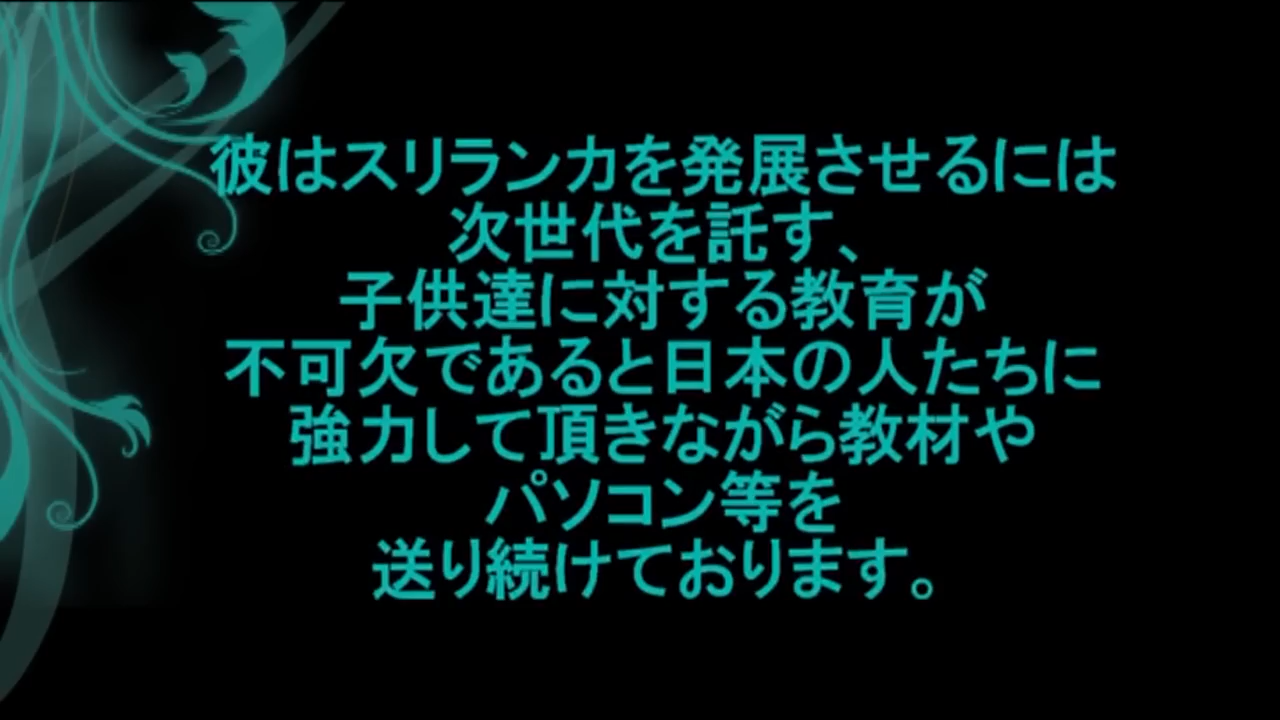 彼はスリランカを発展させるには
次世代を託す、
子供達に対する教育が
不可欠であると日本の人たちに
強力して頂きながら教材や
パソコン等を
送り続けております。